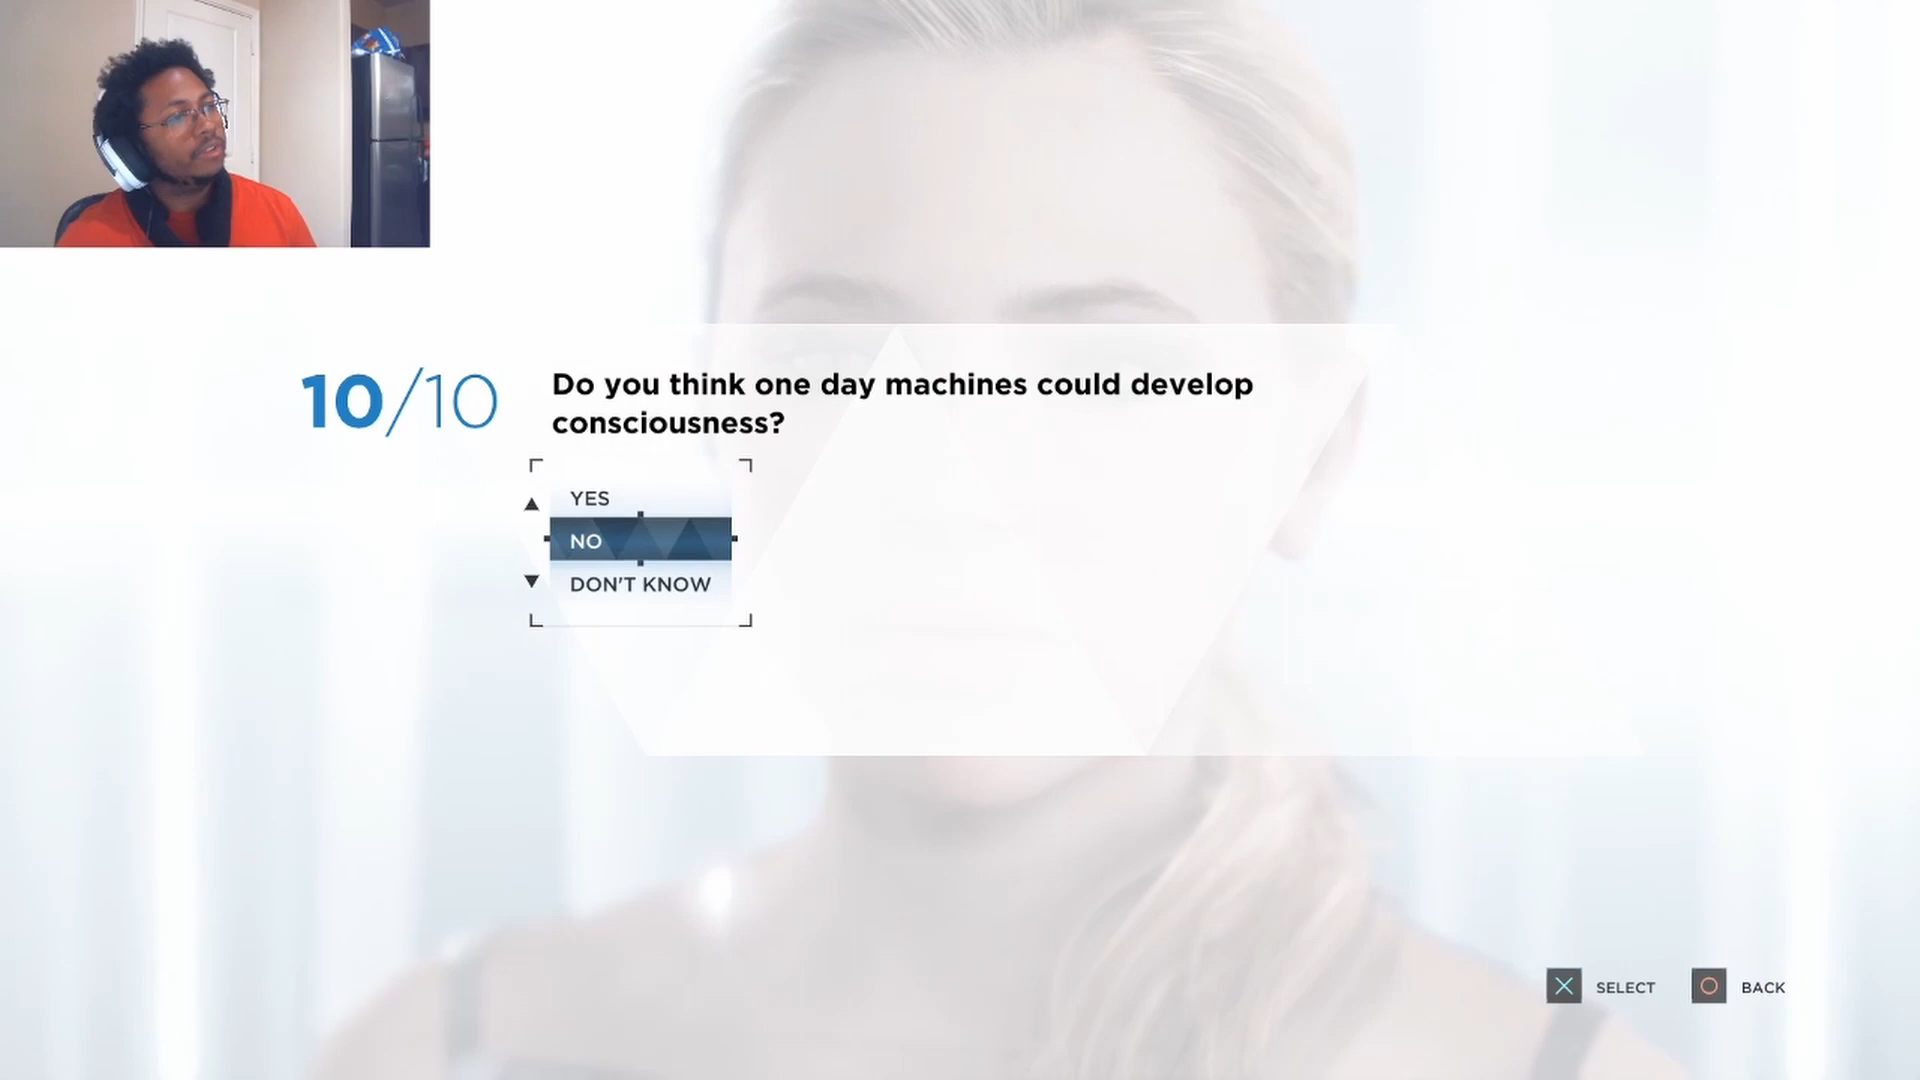 10/10
Do you think one day machines could develop
consciousness?
YES
NO
DON'T KNOW
SELECT
BACK